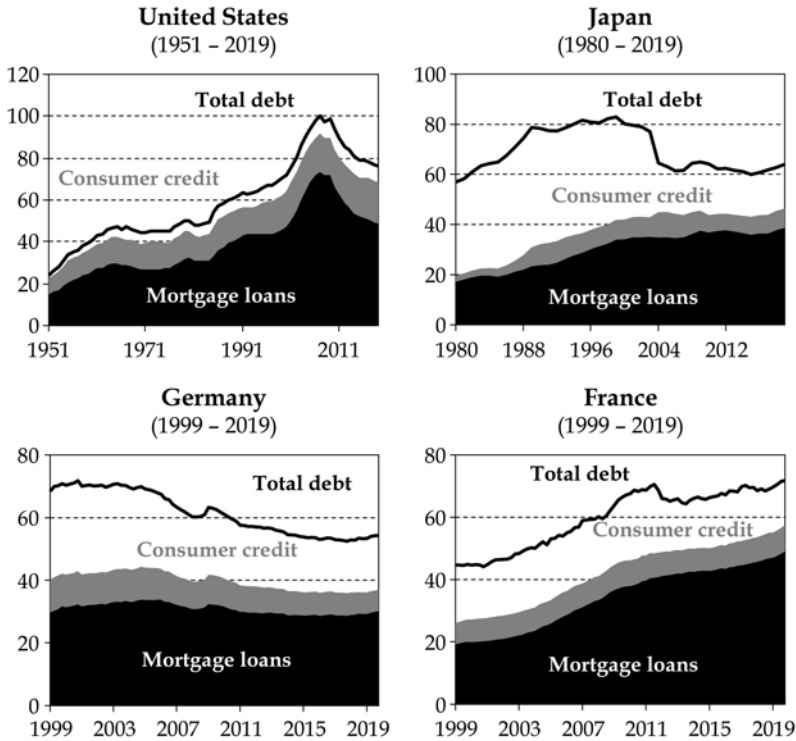 United States
(1951 – 2019)
120
100
80
60
40
20
0
Total debt
Consumer credit
Mortgage loans
1951 1971 1991 2011
Japan
(1980 – 2019)
100
80
60
40
20
0
Total debt
Consumer credit
Mortgage loans
1980 1988 1996 2004 2012
Germany
(1999 – 2019)
80
60
40
20
0
Total debt
Consumer credit
Mortgage loans
1999 2003 2007 2011 2015 2019
France
(1999 – 2019)
80
60
40
20
0
Total debt
Consumer credit
Mortgage loans
1999 2003 2007 2011 2015 2019